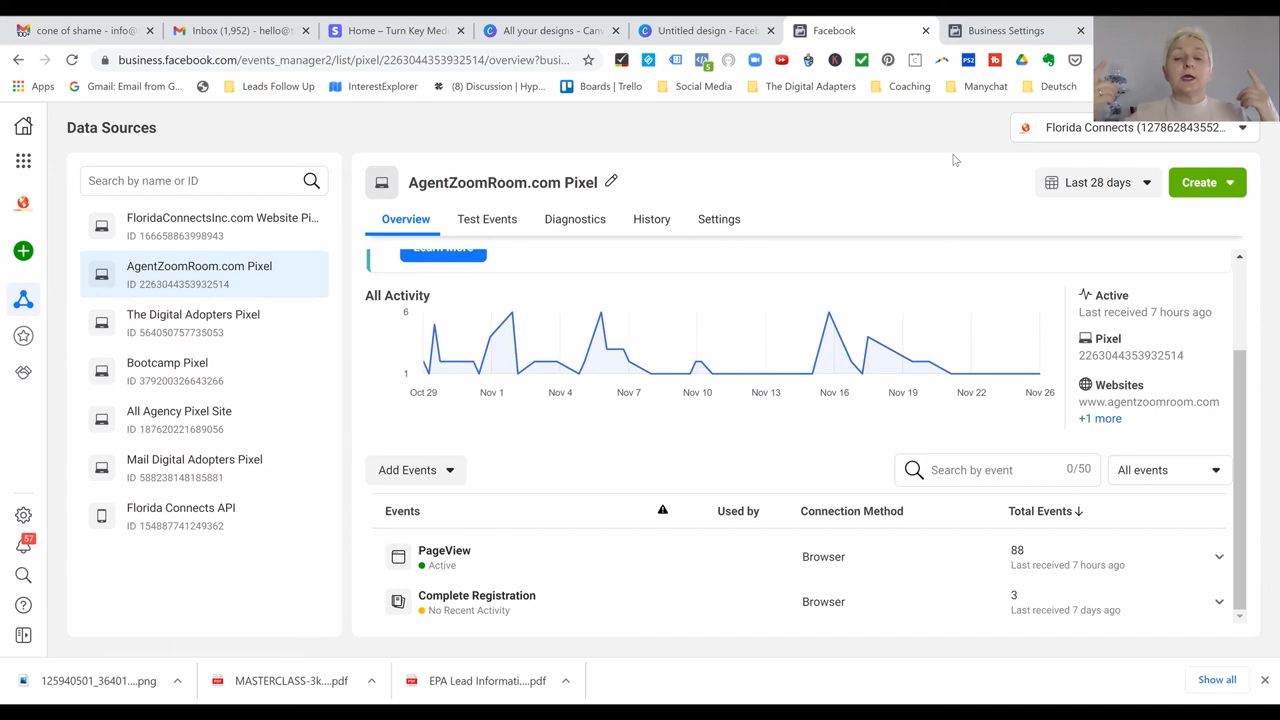 cone of shame - info@
Inbox (1,952) - hello@t
Home – Turn Key Med
All your designs - Canv
Untitled design - Faceb
Facebook
Business Settings
business.facebook.com/events_manager2/list/pixel/2263044353932514/overview?busi...
Apps
Gmail: Email from G...
Leads Follow Up
InterestExplorer
(8) Discussion | Hyp...
Boards | Trello
Social Media
The Digital Adapters
Coaching
Manychat
Deutsch
Data Sources
Florida Connects (127862843552...
Search by name or ID
AgentZoomRoom.com Pixel
Last 28 days
Create
FloridaConnectsInc.com Website Pi...
ID 166658863998943
Overview
Test Events
Diagnostics
History
Settings
AgentZoomRoom.com Pixel
ID 2263044353932514
Learn More
The Digital Adopters Pixel
ID 564050757735053
Bootcamp Pixel
ID 379200326643266
All Agency Pixel Site
ID 187620221689056
Mail Digital Adopters Pixel
ID 588238148185881
Florida Connects API
ID 154887741249362
57
All Activity
6
1
Oct 29
Nov 1
Nov 4
Nov 7
Nov 10
Nov 13
Nov 16
Nov 19
Nov 22
Nov 26
Active
Last received 7 hours ago
Pixel
2263044353932514
Websites
www.agentzoomroom.com
+1 more
Add Events
Search by event
0/50
All events
Events
Used by
Connection Method
Total Events
PageView
Active
Browser
88
Last received 7 hours ago
Complete Registration
No Recent Activity
Browser
3
Last received 7 days ago
125940501_36401....png
MASTERCLASS-3k....pdf
EPA Lead Informati....pdf
Show all